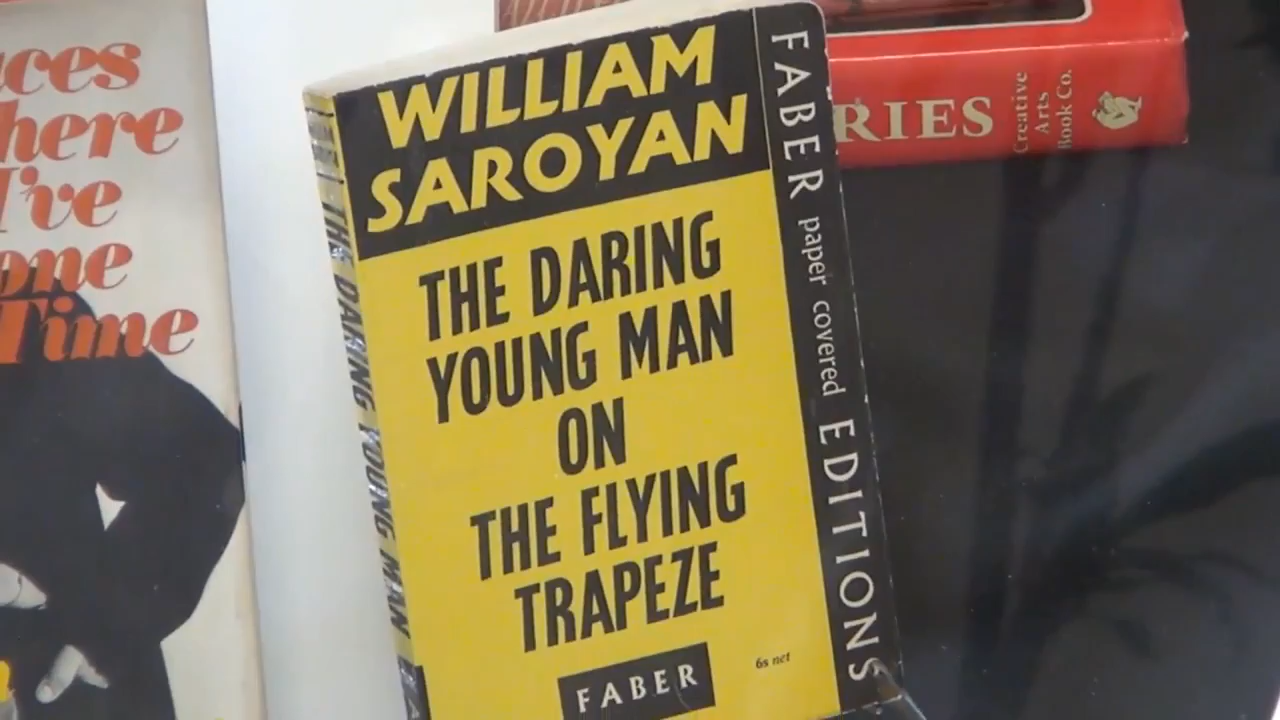 WILLIAM
SAROYAN
THE DARING
YOUNG MAN
ON
THE FLYING
TRAPEZE
FABER
6s net
FABER paper covered EDITIONS
THE DARING YOUNG MAN
aces
here
I've
one
Time
RIES
Creative
Arts
Book Co.